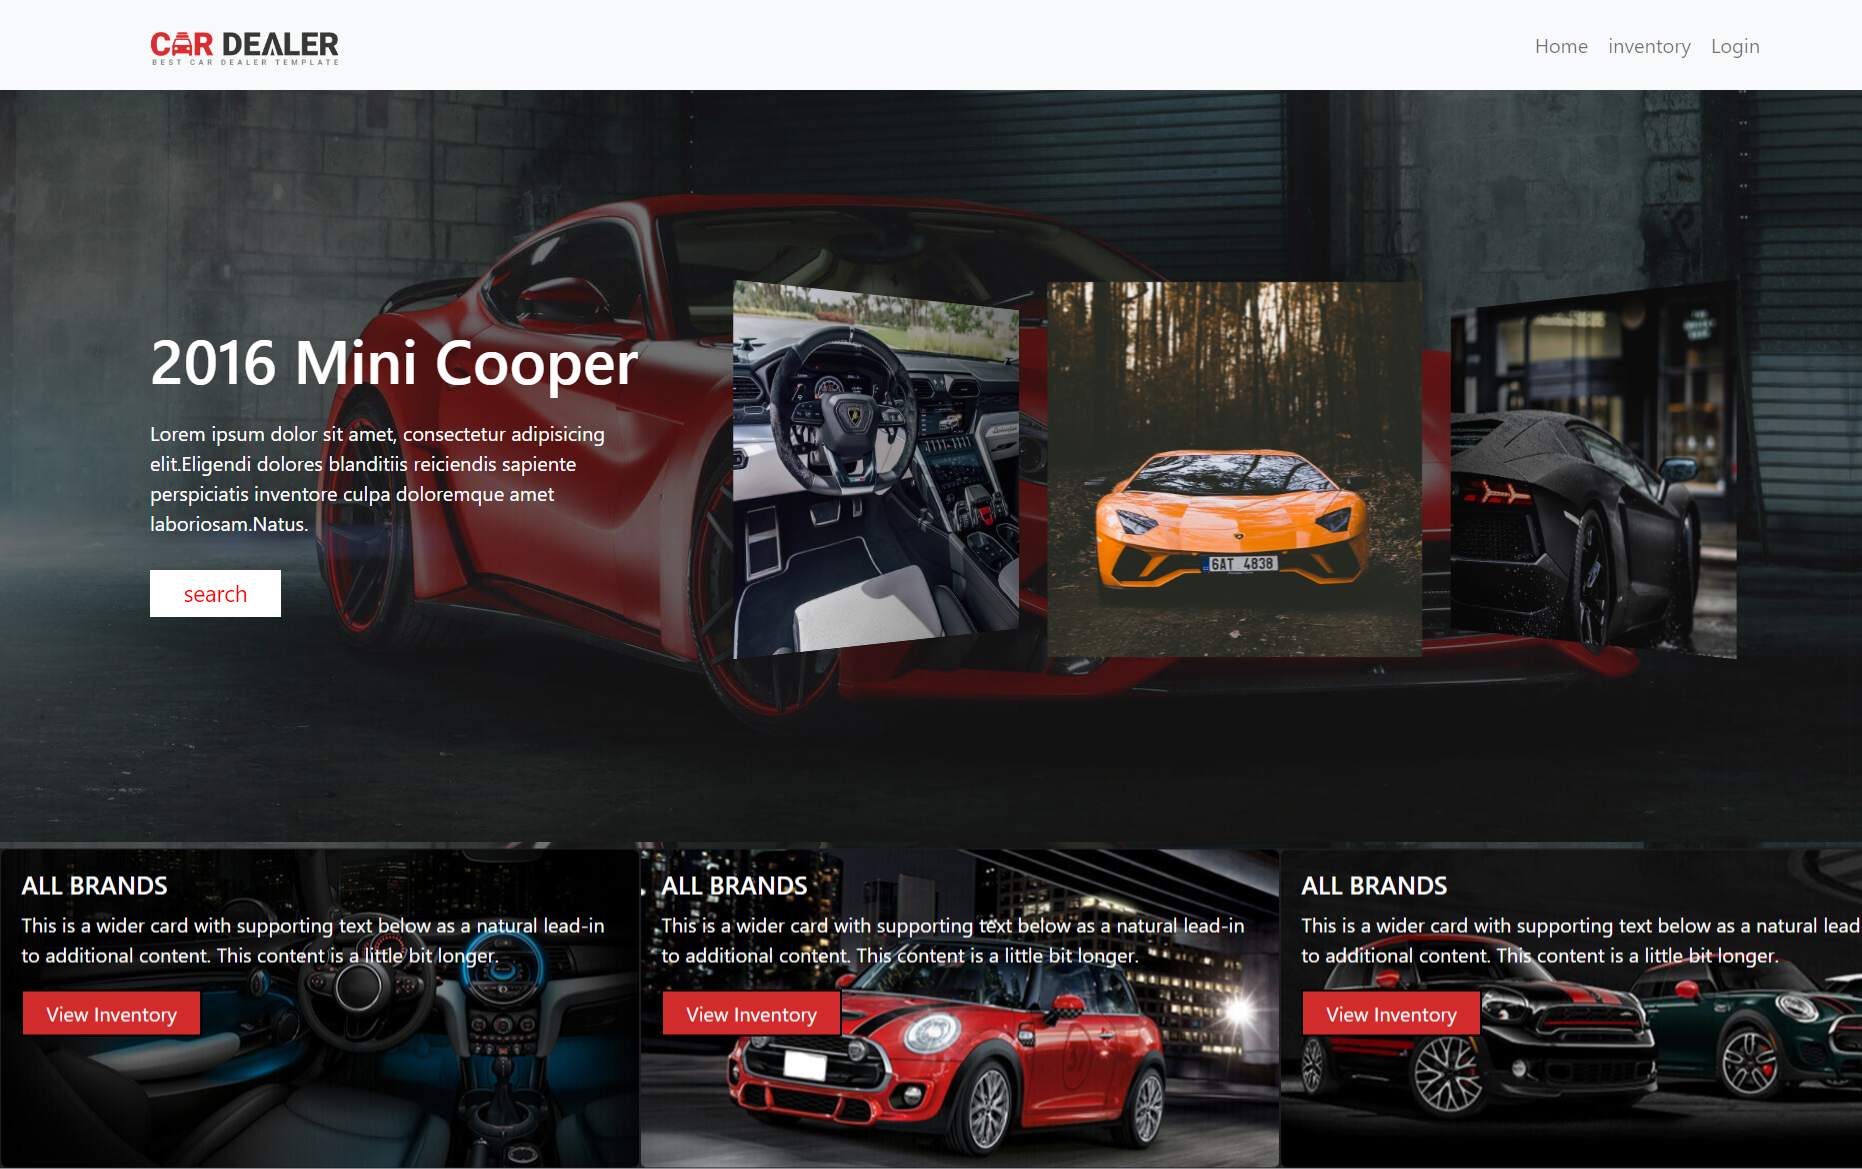 CAR DEALER
BEST CAR DEALER TEMPLATE
Home inventory Login
2016 Mini Cooper
Lorem ipsum dolor sit amet, consectetur adipisicing
elit.Eligendi dolores blanditiis reiciendis sapiente
perspiciatis inventore culpa doloremque amet
laboriosam.Natus.
search
6AT 4838
ALL BRANDS
This is a wider card with supporting text below as a natural lead-in
to additional content. This content is a little bit longer.
View Inventory
ALL BRANDS
This is a wider card with supporting text below as a natural lead-in
to additional content. This content is a little bit longer.
View Inventory
37
ALL BRANDS
This is a wider card with supporting text below as a natural lead
to additional content. This content is a little bit longer.
View Inventory